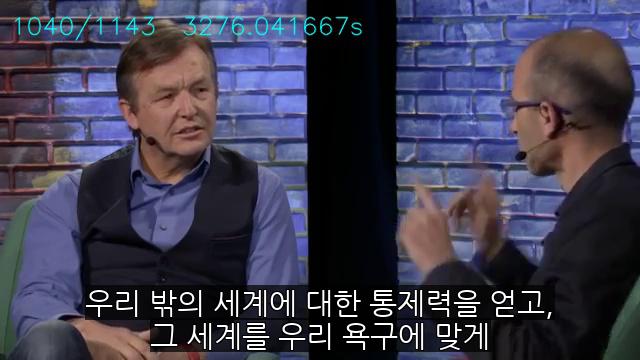 1040/1143 3276.041667s
우리 밖의 세계에 대한 통제력을 얻고,
그 세계를 우리 욕구에 맞게